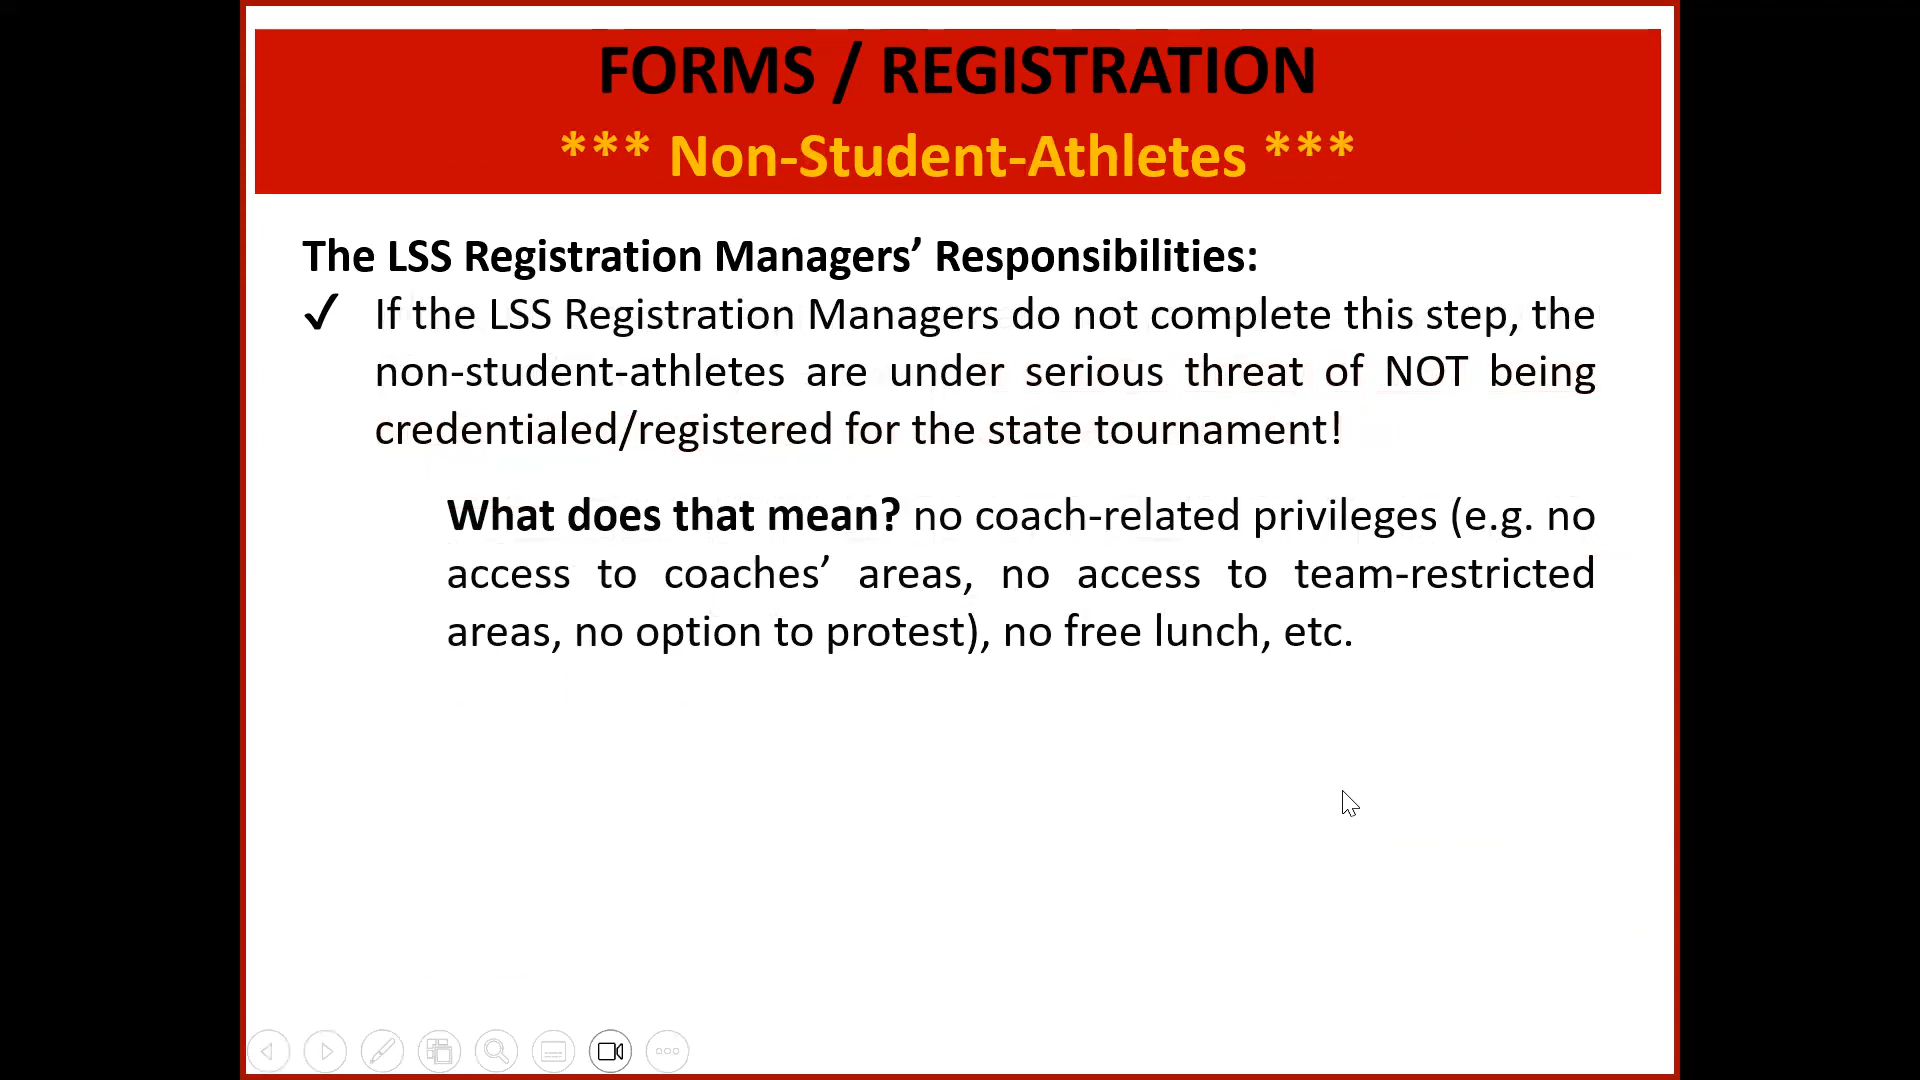 FORMS / REGISTRATION
*** Non-Student-Athletes ***
The LSS Registration Managers’ Responsibilities:
✓ If the LSS Registration Managers do not complete this step, the
non-student-athletes are under serious threat of NOT being
credentialed/registered for the state tournament!
What does that mean? no coach-related privileges (e.g. no
access to coaches’ areas, no access to team-restricted
areas, no option to protest), no free lunch, etc.